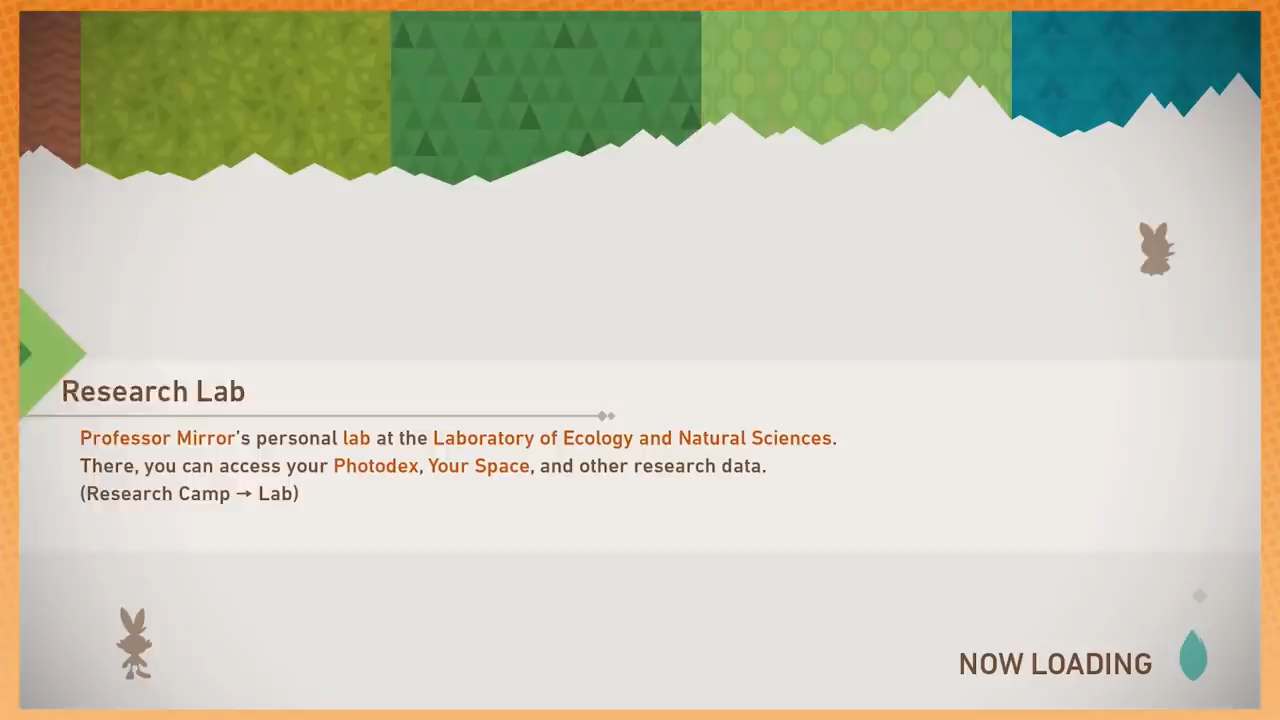 Research Lab
Professor Mirror's personal lab at the Laboratory of Ecology and Natural Sciences.
There, you can access your Photodex, Your Space, and other research data.
(Research Camp → Lab)
NOW LOADING